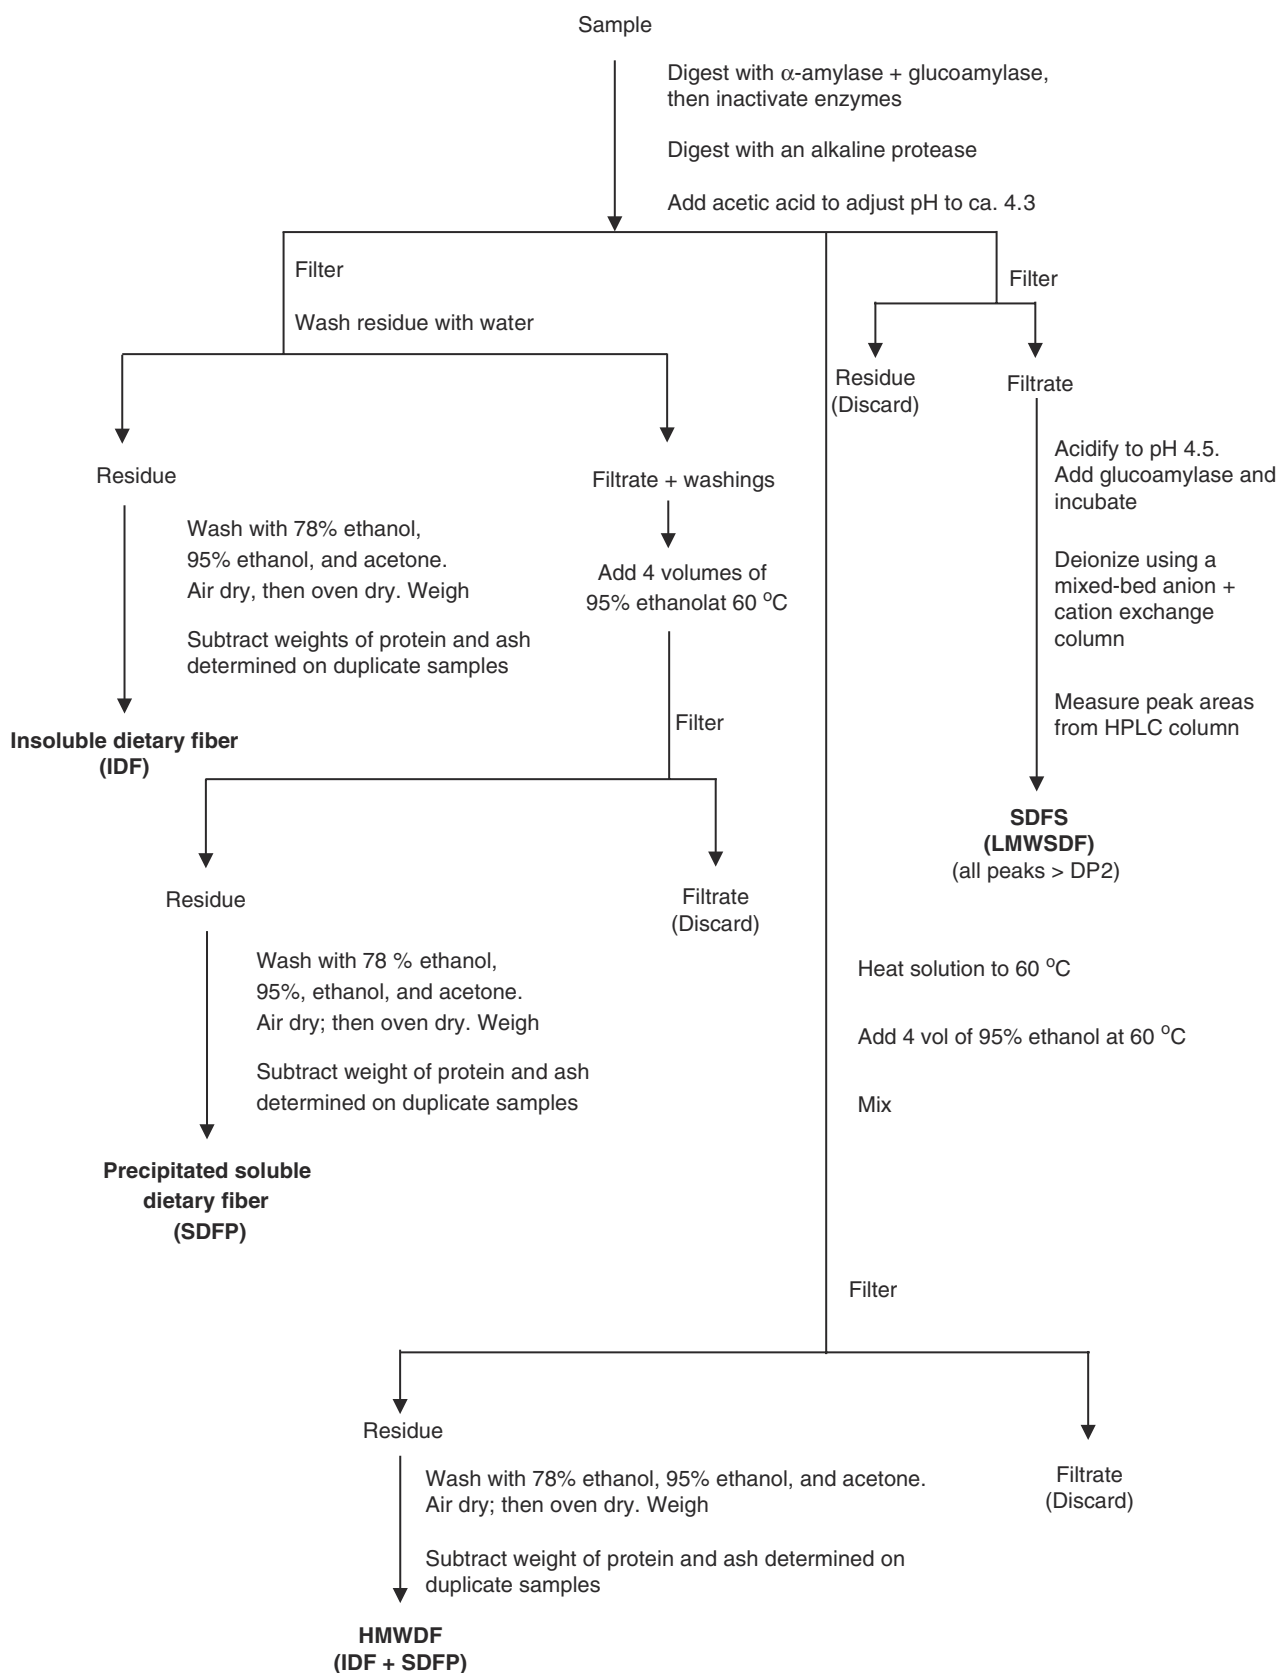 Sample
Digest with α-amylase + glucoamylase,
then inactivate enzymes
Digest with an alkaline protease
Add acetic acid to adjust pH to ca. 4.3
Filter
Wash residue with water
Residue
Wash with 78% ethanol,
95% ethanol, and acetone.
Air dry, then oven dry. Weigh
Subtract weights of protein and ash
determined on duplicate samples
Insoluble dietary fiber
(IDF)
Filtrate + washings
Add 4 volumes of
95% ethanolat 60 °C
Filter
Residue
Wash with 78 % ethanol,
95%, ethanol, and acetone.
Air dry; then oven dry. Weigh
Subtract weight of protein and ash
determined on duplicate samples
Precipitated soluble
dietary fiber
(SDFP)
Filtrate
(Discard)
Filter
Residue
(Discard)
Filtrate
Acidify to pH 4.5.
Add glucoamylase and
incubate
Deionize using a
mixed-bed anion +
cation exchange
column
Measure peak areas
from HPLC column
SDFS
(LMWSDF)
(all peaks > DP2)
Heat solution to 60 °C
Add 4 vol of 95% ethanol at 60 °C
Mix
Filter
Residue
Wash with 78% ethanol, 95% ethanol, and acetone.
Air dry; then oven dry. Weigh
Subtract weight of protein and ash determined on
duplicate samples
HMWDF
(IDF + SDFP)
Filtrate
(Discard)